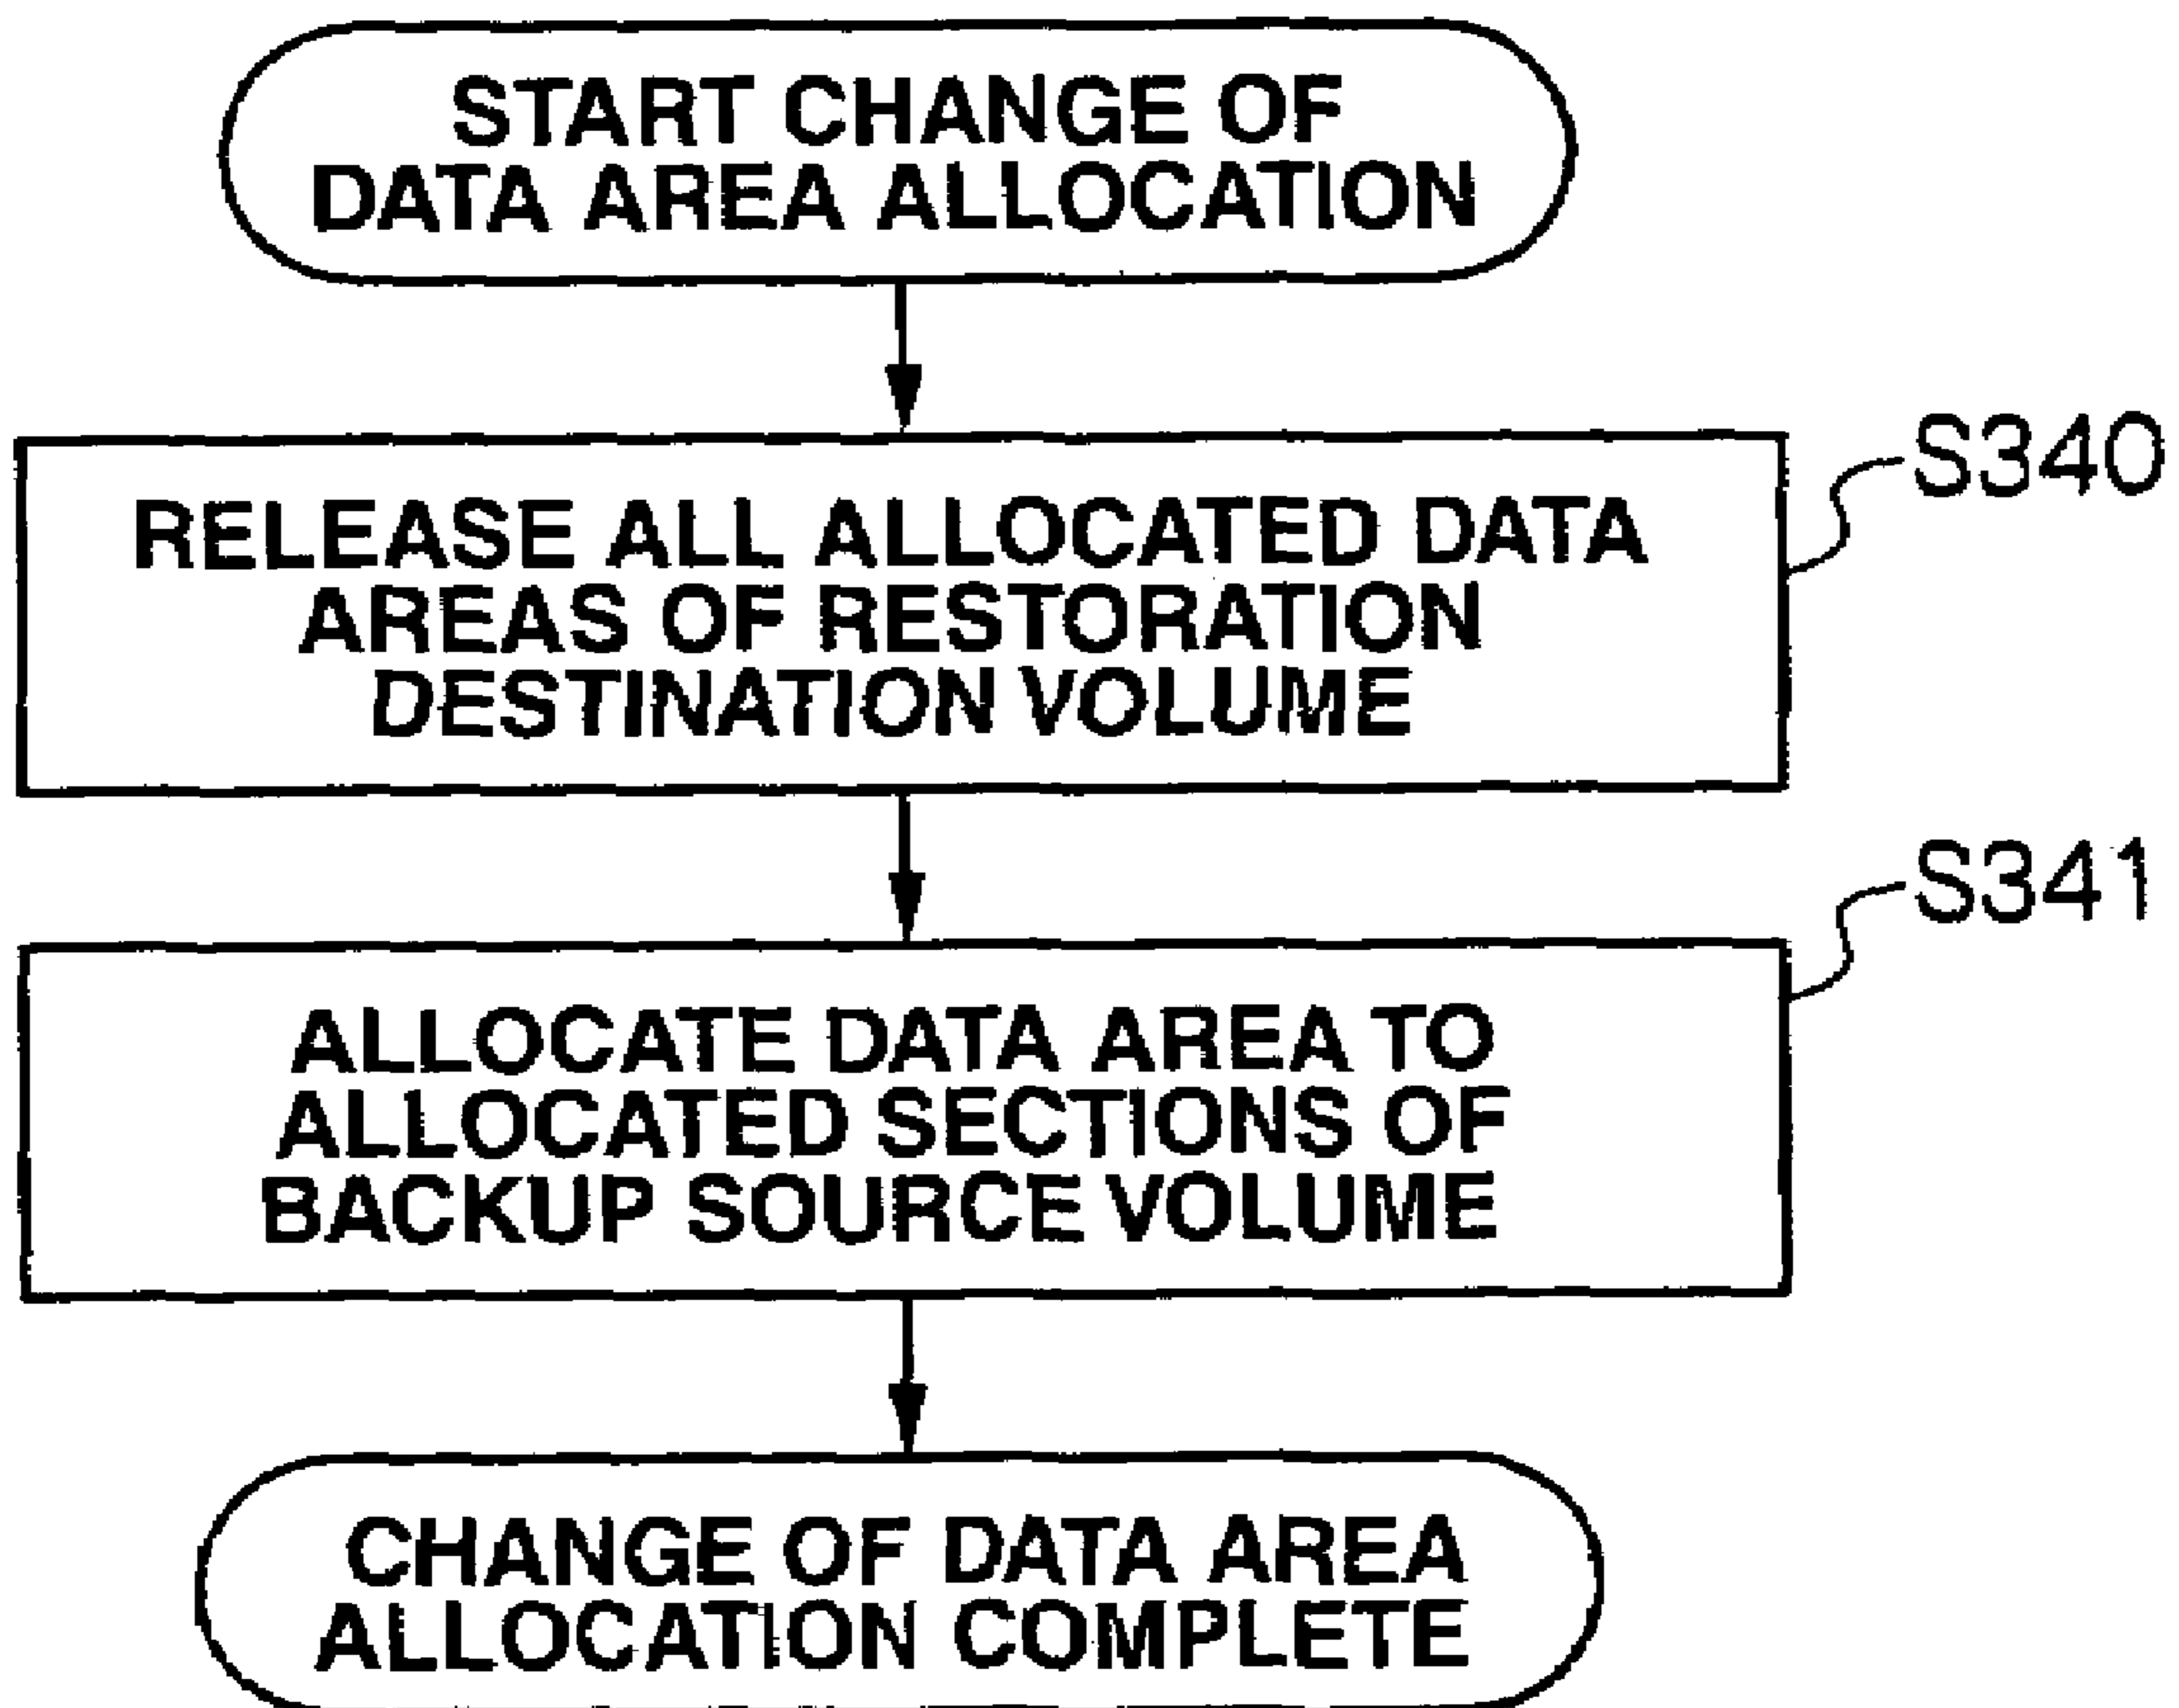 START CHANGE OF
DATA AREA ALLOCATION
S340
RELEASE ALL ALLOCATED DATA
AREAS OF RESTORATION
DESTINATION VOLUME
S341
ALLOCATE DATA AREA TO
ALLOCATED SECTIONS OF
BACKUP SOURCE VOLUME
CHANGE OF DATA AREA
ALLOCATION COMPLETE